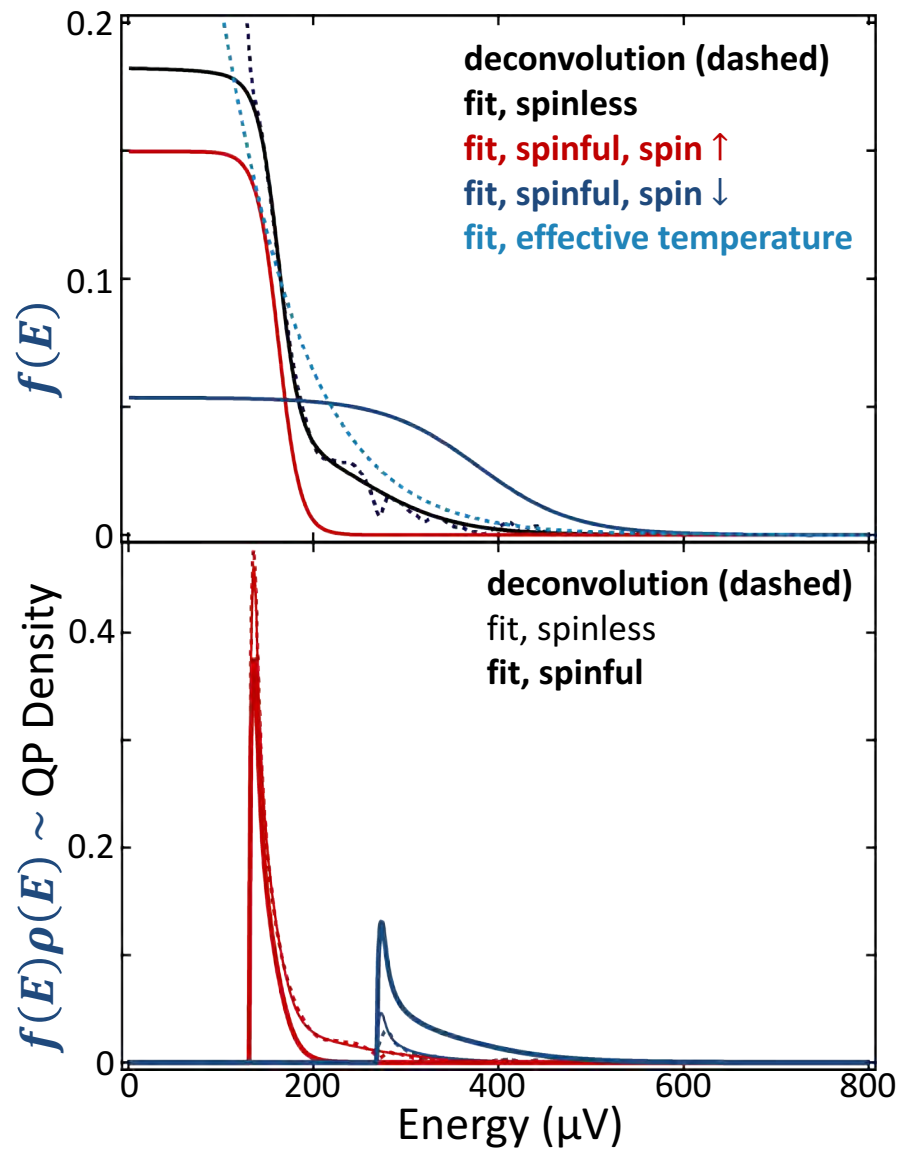 0.2
deconvolution (dashed)
fit, spinless
fit, spinful, spin ↑
fit, spinful, spin ↓
fit, effective temperature
0.1
f(E)
0
deconvolution (dashed)
fit, spinless
fit, spinful
0.4
0.2
0
f(E)ρ(E) ~ QP Density
0 200 400 600 800
Energy (μV)